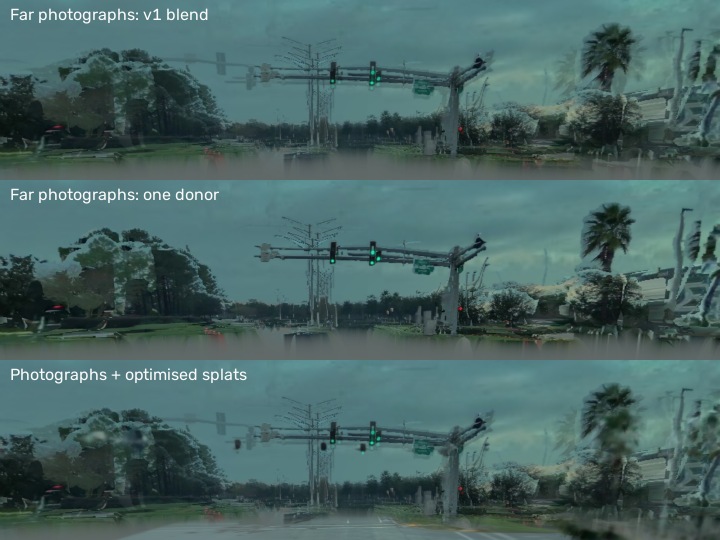 Far photographs: v1 blend
Far photographs: one donor
Photographs + optimised splats